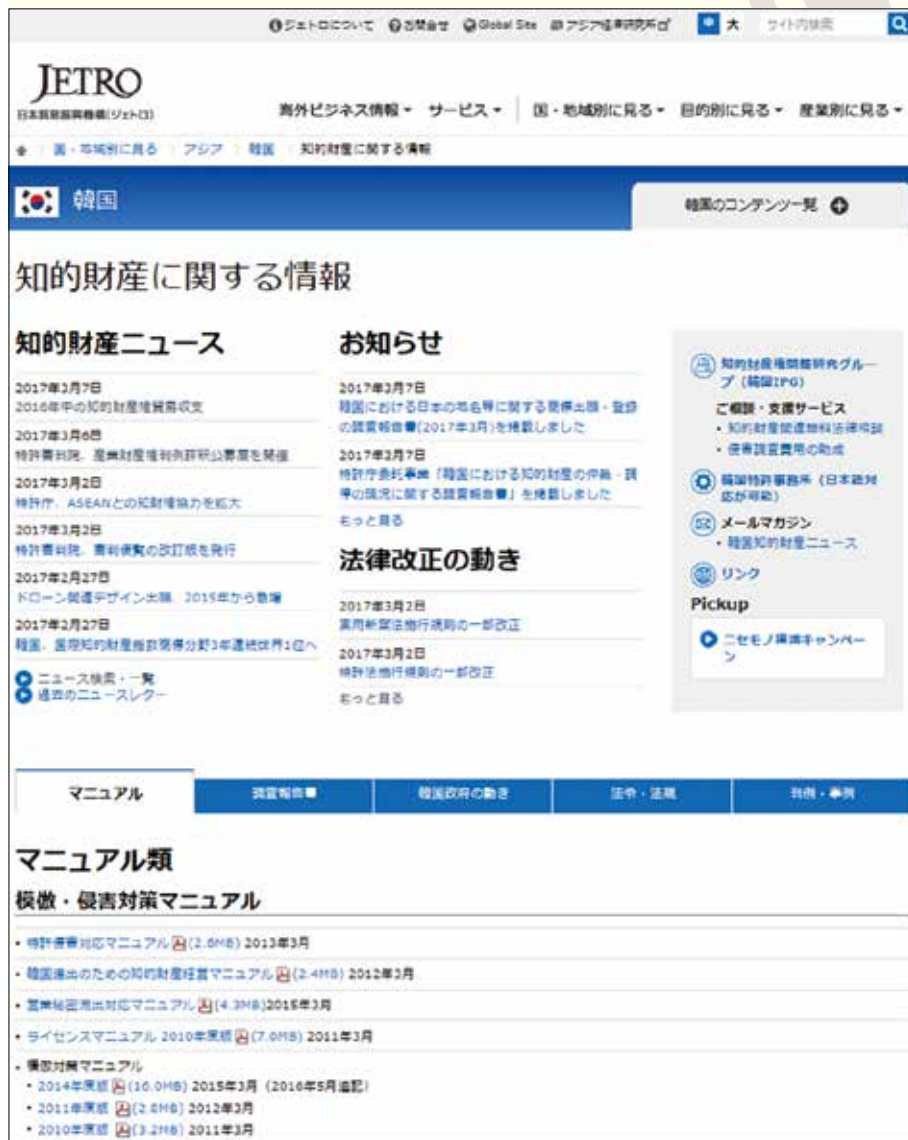 ジェトロについて お問合せ Global Site アジア経済研究所 中 大 サイト内検索
JETRO
日本貿易振興機構(ジェトロ)
海外ビジネス情報 サービス 国・地域別に見る 目的別に見る 産業別に見る
国・地域別に見る アジア 韓国 知的財産に関する情報
韓国
韓国のコンテンツ一覧
知的財産に関する情報
知的財産ニュース
2017年3月7日
2016年中の知的財産権貿易収支
2017年3月6日
特許審判院、産業財産権判例評研公募展を開催
2017年3月2日
特許庁、ASEANとの知財権協力を拡大
2017年3月2日
特許審判院、審判便覧の改訂版を発行
2017年2月27日
ドローン関連デザイン出願、2015年から急増
2017年2月27日
韓国、国際知的財産指数商標分野3年連続世界1位へ
ニュース検索・一覧
過去のニュースレター
お知らせ
2017年3月7日
韓国における日本の地名等に関する商標出願・登録
の調査報告書(2017年3月)を掲載しました
2017年3月7日
特許庁委託事業「韓国における知的財産の仲裁・調
停の現況に関する調査報告書」を掲載しました
もっと見る
法律改正の動き
2017年3月2日
実用新案法施行規則の一部改正
2017年3月2日
特許法施行規則の一部改正
もっと見る
知的財産権問題研究グルー
プ (韓国IPG)
ご相談・支援サービス
・知的財産関連無料法律相談
・侵害調査費用の助成
韓国特許事務所(日本語対
応が可能)
メールマガジン
・韓国知的財産ニュース
リンク
Pickup
ニセモノ撲滅キャンペー
ン
マニュアル 調査報告書 韓国政府の動き 法令・法規 判例・事例
マニュアル類
模倣・侵害対策マニュアル
・特許侵害対応マニュアル(2.6MB) 2013年3月
・韓国進出のための知的財産経営マニュアル(2.4MB) 2012年3月
・営業秘密流出対応マニュアル(4.3MB)2015年3月
・ライセンスマニュアル 2010年度版(7.0MB) 2011年3月
・模倣対策マニュアル
・2014年度版(16.0MB) 2015年3月 (2016年5月追記)
・2011年度版(2.8MB) 2012年3月
・2010年度版(3.2MB) 2011年3月